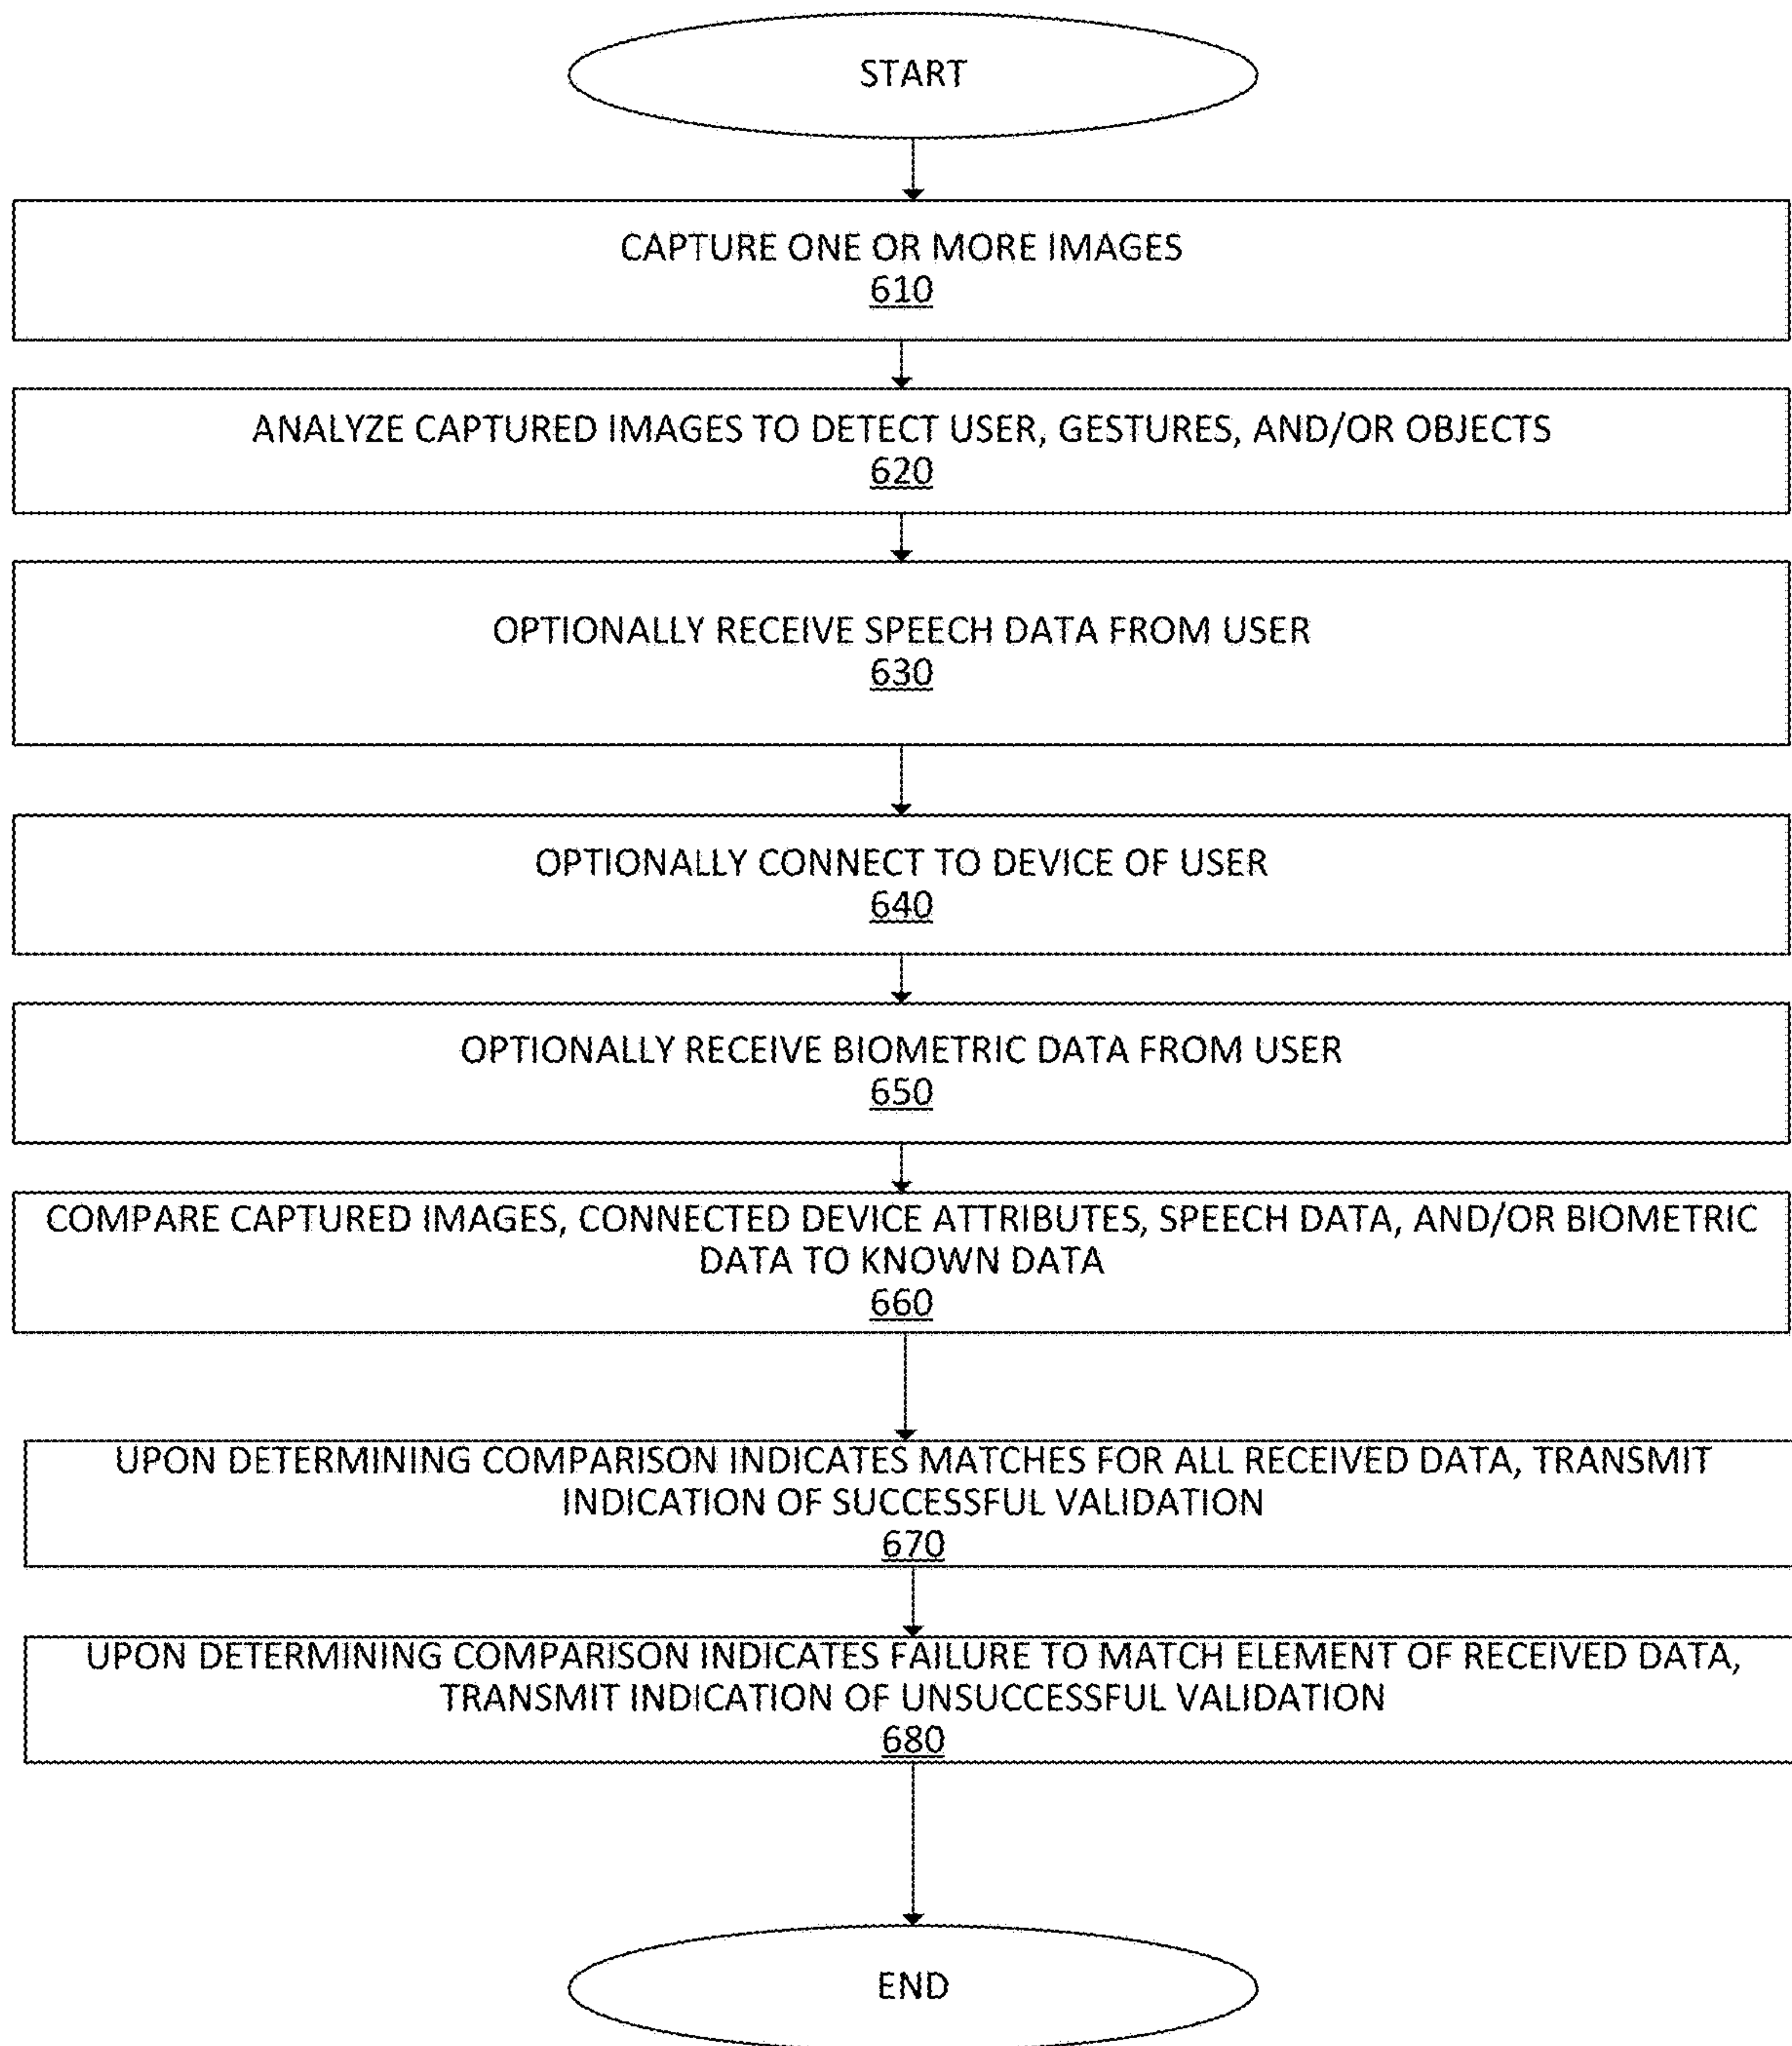 START
CAPTURE ONE OR MORE IMAGES
610
ANALYZE CAPTURED IMAGES TO DETECT USER, GESTURES, AND/OR OBJECTS
620
OPTIONALLY RECEIVE SPEECH DATA FROM USER
630
OPTIONALLY CONNECT TO DEVICE OF USER
640
OPTIONALLY RECEIVE BIOMETRIC DATA FROM USER
650
COMPARE CAPTURED IMAGES, CONNECTED DEVICE ATTRIBUTES, SPEECH DATA, AND/OR BIOMETRIC
DATA TO KNOWN DATA
660
UPON DETERMINING COMPARISON INDICATES MATCHES FOR ALL RECEIVED DATA, TRANSMIT
INDICATION OF SUCCESSFUL VALIDATION
670
UPON DETERMINING COMPARISON INDICATES FAILURE TO MATCH ELEMENT OF RECEIVED DATA,
TRANSMIT INDICATION OF UNSUCCESSFUL VALIDATION
680
END